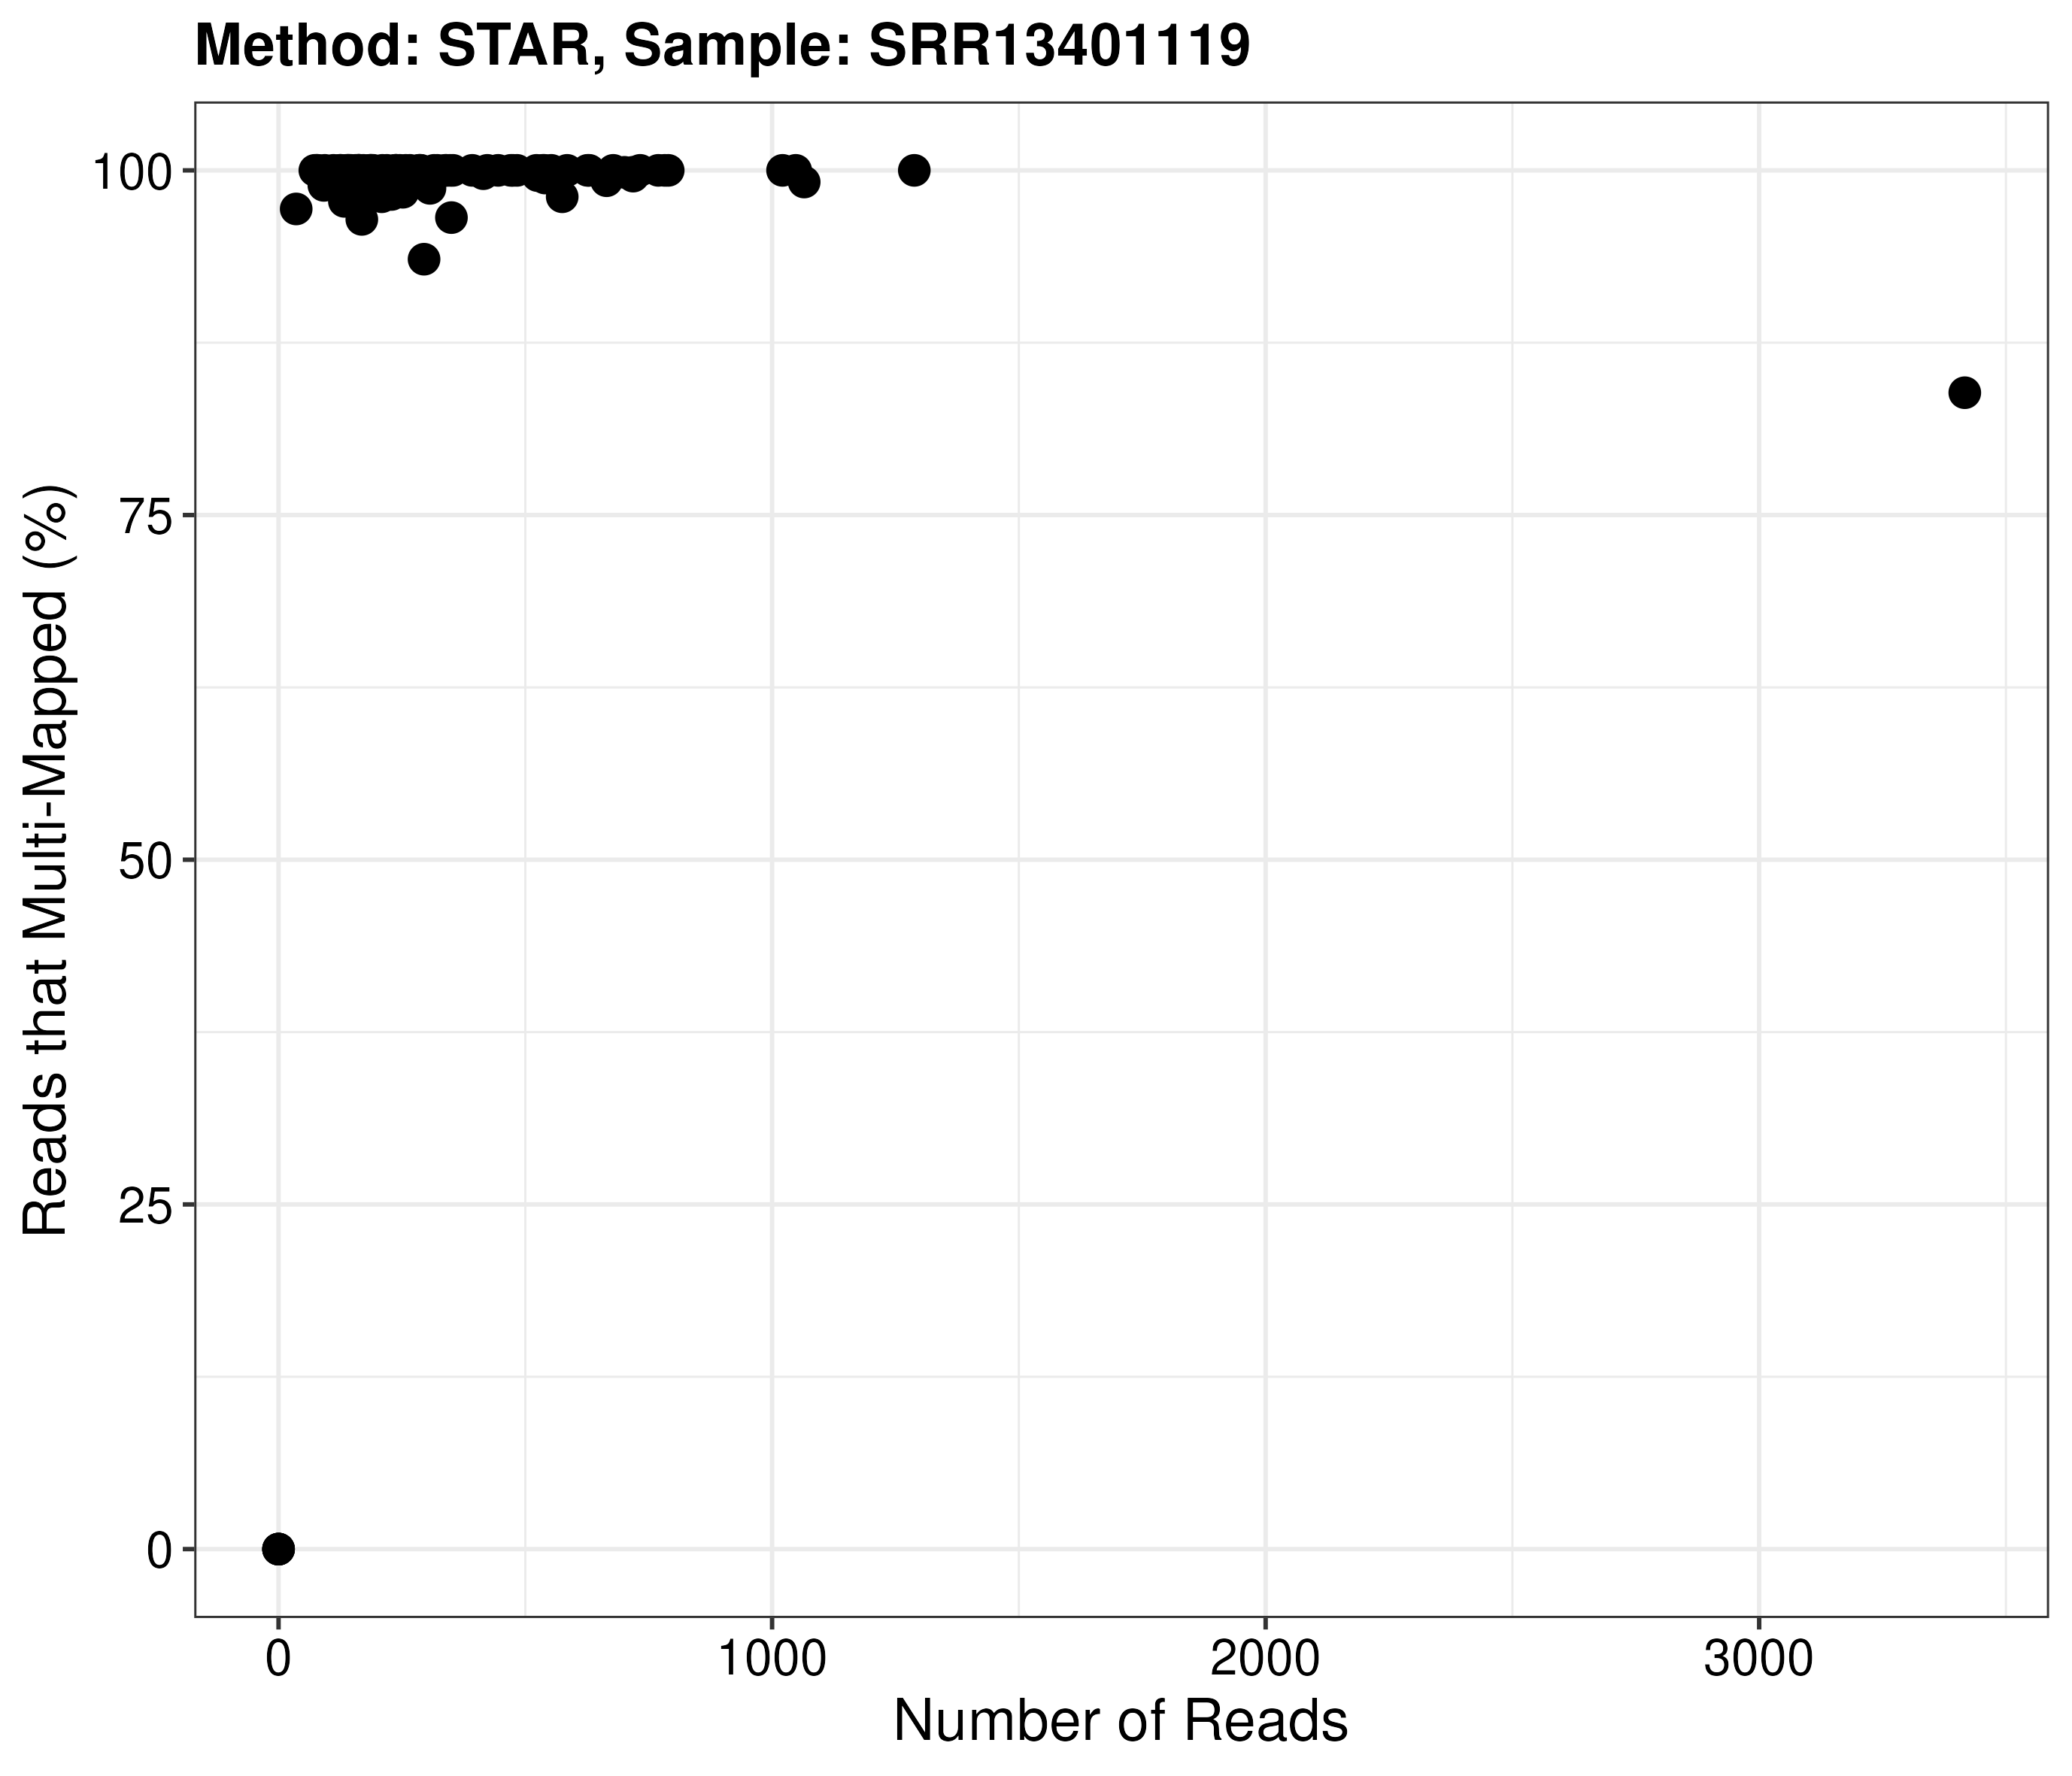 Method: STAR, Sample: SRR13401119
Reads that Multi-Mapped (%)
100
75
50
25
0
0 1000 2000 3000
Number of Reads